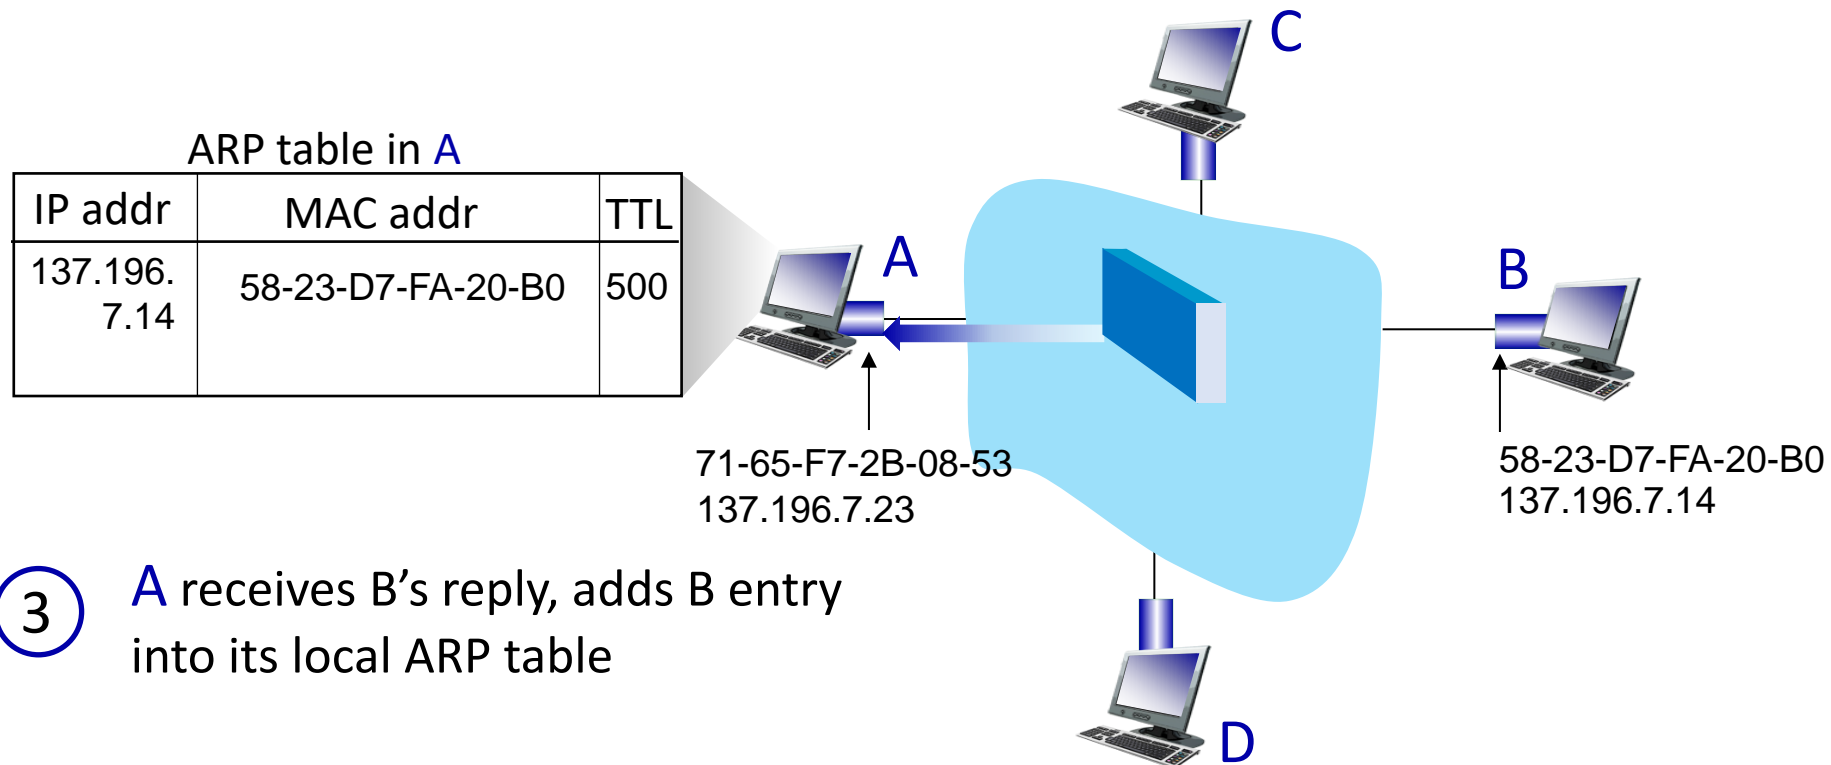 C
ARP table in A
IP addr MAC addr TTL
137.196. 58-23-D7-FA-20-B0 500
7.14
A
B
71-65-F7-2B-08-53
137.196.7.23
58-23-D7-FA-20-B0
137.196.7.14
3 A receives B’s reply, adds B entry
into its local ARP table
D